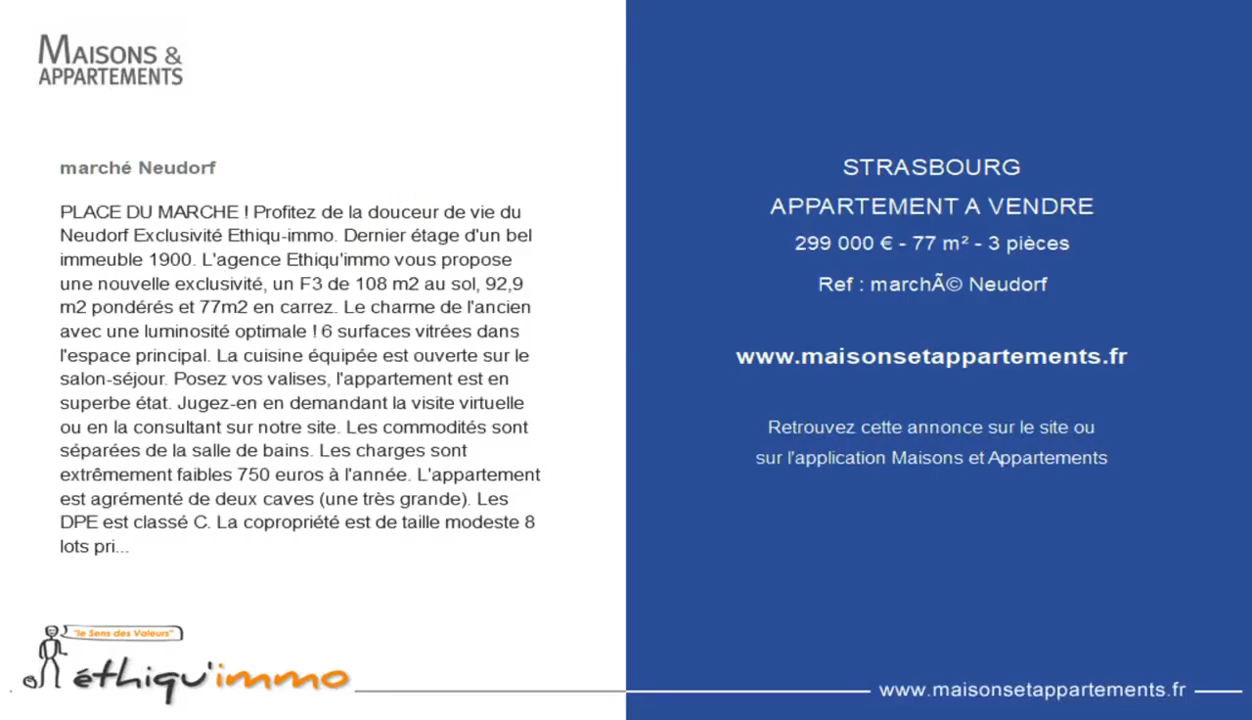 MAISONS &
APPARTEMENTS
marché Neudorf
PLACE DU MARCHE ! Profitez de la douceur de vie du
Neudorf Exclusivité Ethiqu-immo. Dernier étage d'un bel
immeuble 1900. L'agence Ethiqu'immo vous propose
une nouvelle exclusivité, un F3 de 108 m2 au sol, 92,9
m2 pondérés et 77m2 en carrez. Le charme de l'ancien
avec une luminosité optimale ! 6 surfaces vitrées dans
l'espace principal. La cuisine équipée est ouverte sur le
salon-séjour. Posez vos valises, l'appartement est en
superbe état. Jugez-en en demandant la visite virtuelle
ou en la consultant sur notre site. Les commodités sont
séparées de la salle de bains. Les charges sont
extrêmement faibles 750 euros à l'année. L'appartement
est agrémenté de deux caves (une très grande). Les
DPE est classé C. La copropriété est de taille modeste 8
lots pri...
"le Sens des Valeurs"
éthiqu'immo
STRASBOURG
APPARTEMENT A VENDRE
299 000 € - 77 m² - 3 pièces
Ref : marchÃ© Neudorf
www.maisonsetappartements.fr
Retrouvez cette annonce sur le site ou
sur l'application Maisons et Appartements
www.maisonsetappartements.fr